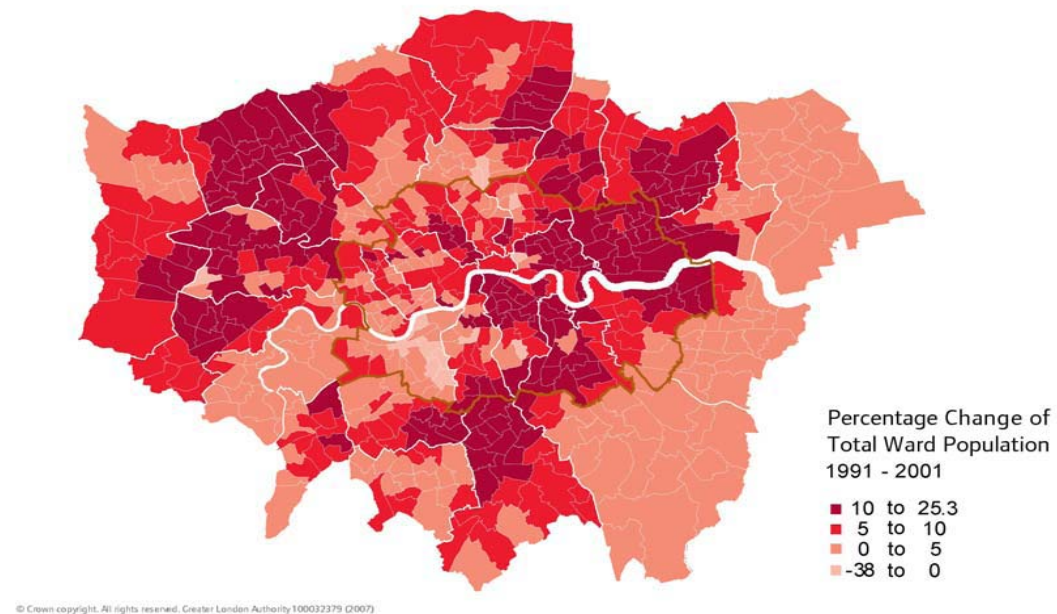 Percentage Change of
Total Ward Population
1991 - 2001
10 to 25.3
5 to 10
0 to 5
-38 to 0
© Crown copyright. All rights reserved. Greater London Authority 100032379 (2007)